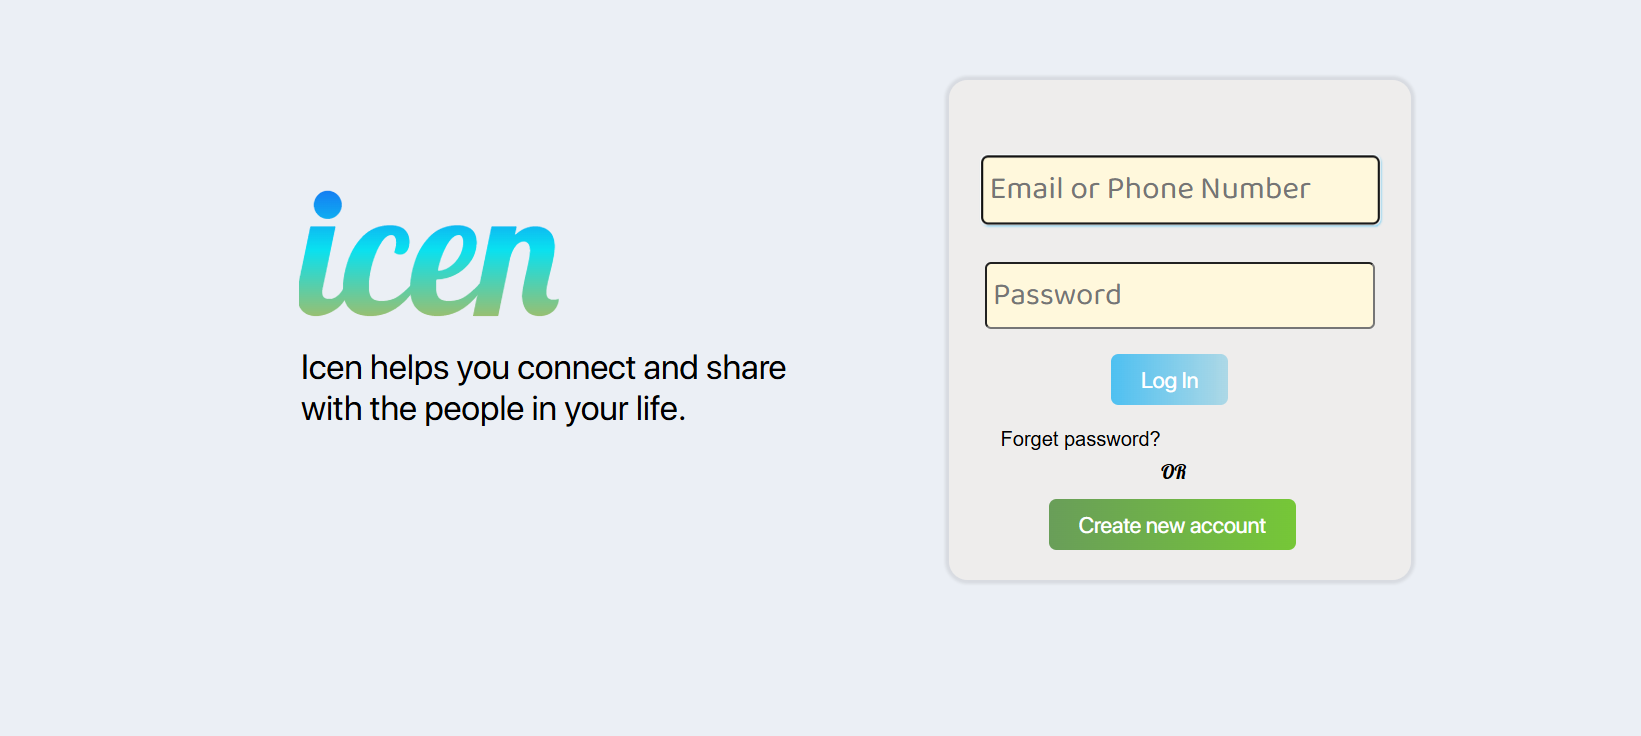 icen
Icen helps you connect and share
with the people in your life.
Email or Phone Number
Password
Log In
Forget password?
OR
Create new account